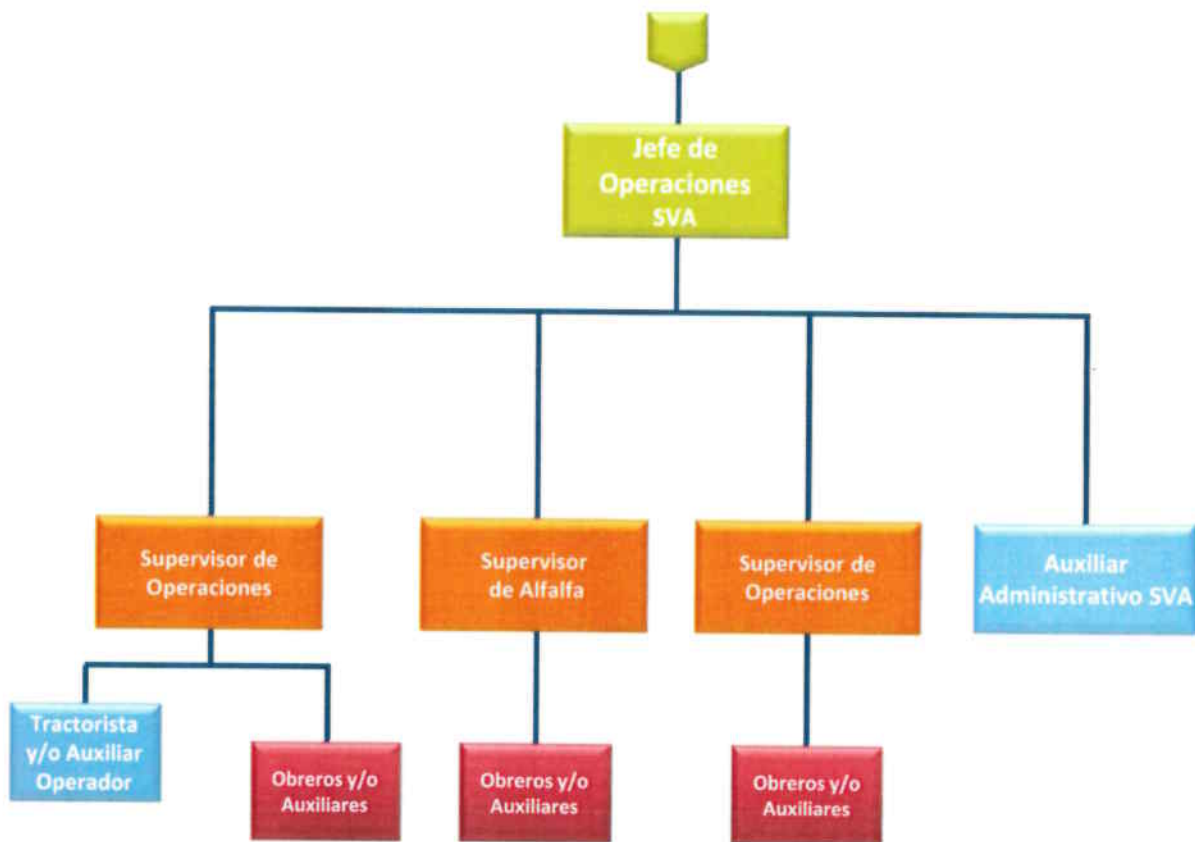 Jefe de
Operaciones
SVA
Supervisor de
Operaciones
Supervisor
de Alfalfa
Supervisor de
Operaciones
Auxiliar
Administrativo SVA
Tractorista
y/o Auxiliar
Operador
Obreros y/o
Auxiliares
Obreros y/o
Auxiliares
Obreros y/o
Auxiliares